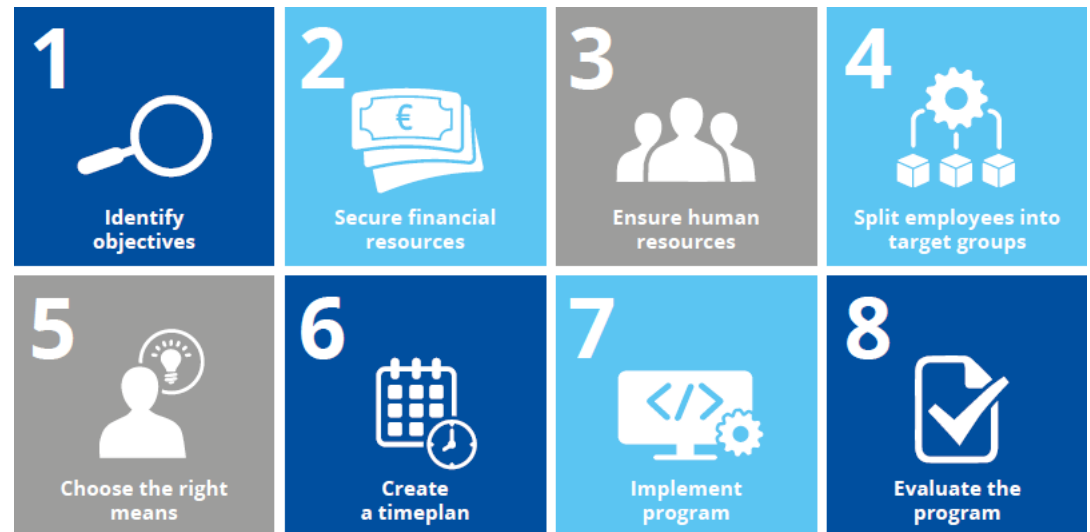 1
Identify
objectives
2
€
Secure financial
resources
3
Ensure human
resources
4
Split employees into
target groups
5
Choose the right
means
6
Create
a timeplan
7
</>
Implement
program
8
Evaluate the
program